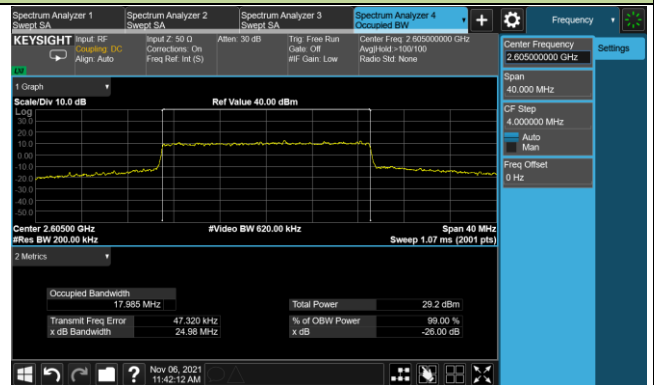 Spectrum Analyzer 1
Swept SA
Spectrum Analyzer 2
Swept SA
Spectrum Analyzer 3
Swept SA
Spectrum Analyzer 4
Occupied BW
Frequency
KEYSIGHT
Input: RF
Coupling: DC
Align: Auto
Input Z: 50 Ω
Corrections: On
Freq Ref: Int (S)
Atten: 30 dB
Trig: Free Run
Gate: Off
#IF Gain: Low
Center Freq: 2.605000000 GHz
Avg|Hold:>100/100
Radio Std: None
Center Frequency
2.605000000 GHz
Settings
Span
40.000 MHz
CF Step
4.000000 MHz
Auto
Man
Freq Offset
0 Hz
1 Graph
Scale/Div 10.0 dB
Ref Value 40.00 dBm
Log
30.0
20.0
10.0
0.00
-10.0
-20.0
-30.0
-40.0
-50.0
Center 2.60500 GHz
#Video BW 620.00 kHz
Span 40 MHz
#Res BW 200.00 kHz
Sweep 1.07 ms (2001 pts)
2 Metrics
Occupied Bandwidth
17.985 MHz
Total Power
29.2 dBm
Transmit Freq Error
47.320 kHz
% of OBW Power
99.00 %
x dB Bandwidth
24.98 MHz
x dB
-26.00 dB
Nov 06, 2021
11:42:12 AM